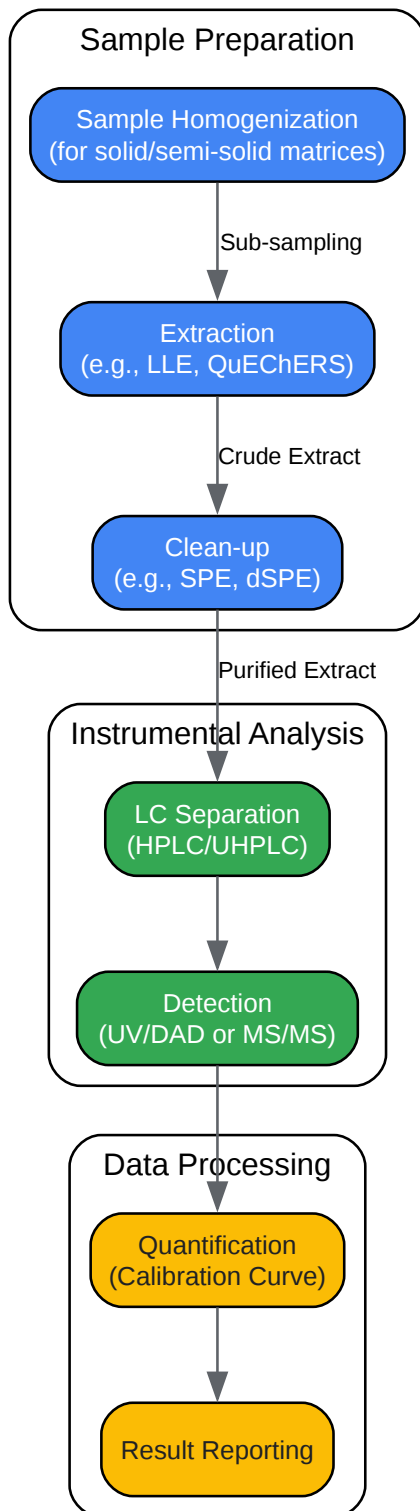 Sample Preparation
Sample Homogenization
(for solid/semi-solid matrices)
Sub-sampling
Extraction
(e.g., LLE, QuEChERS)
Crude Extract
Clean-up
(e.g., SPE, dSPE)
Purified Extract
Instrumental Analysis
LC Separation
(HPLC/UHPLC)
Detection
(UV/DAD or MS/MS)
Data Processing
Quantification
(Calibration Curve)
Result Reporting